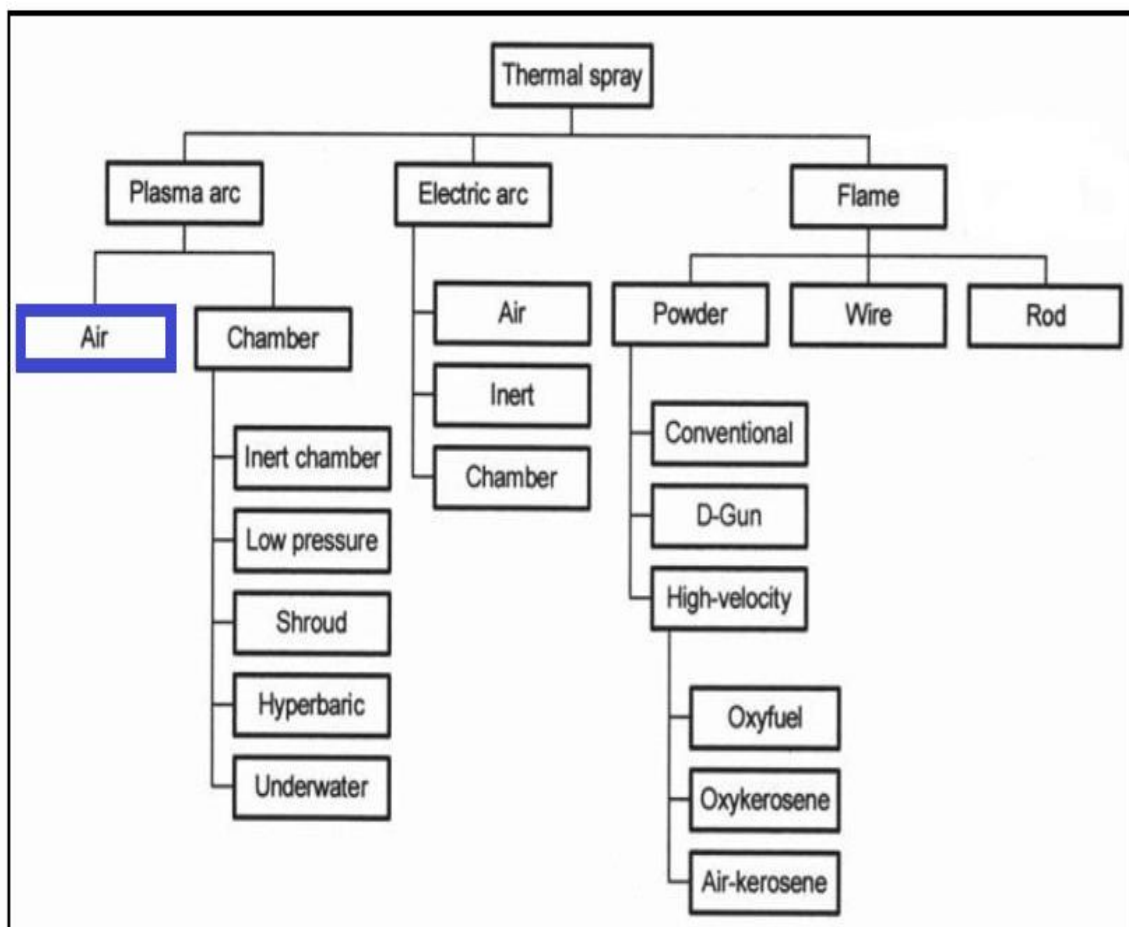 Thermal spray
Plasma arc
Electric arc
Flame
Air
Chamber
Inert chamber
Low pressure
Shroud
Hyperbaric
Underwater
Air
Inert
Chamber
Powder
Wire
Rod
Conventional
D-Gun
High-velocity
Oxyfuel
Oxykerosene
Air-kerosene